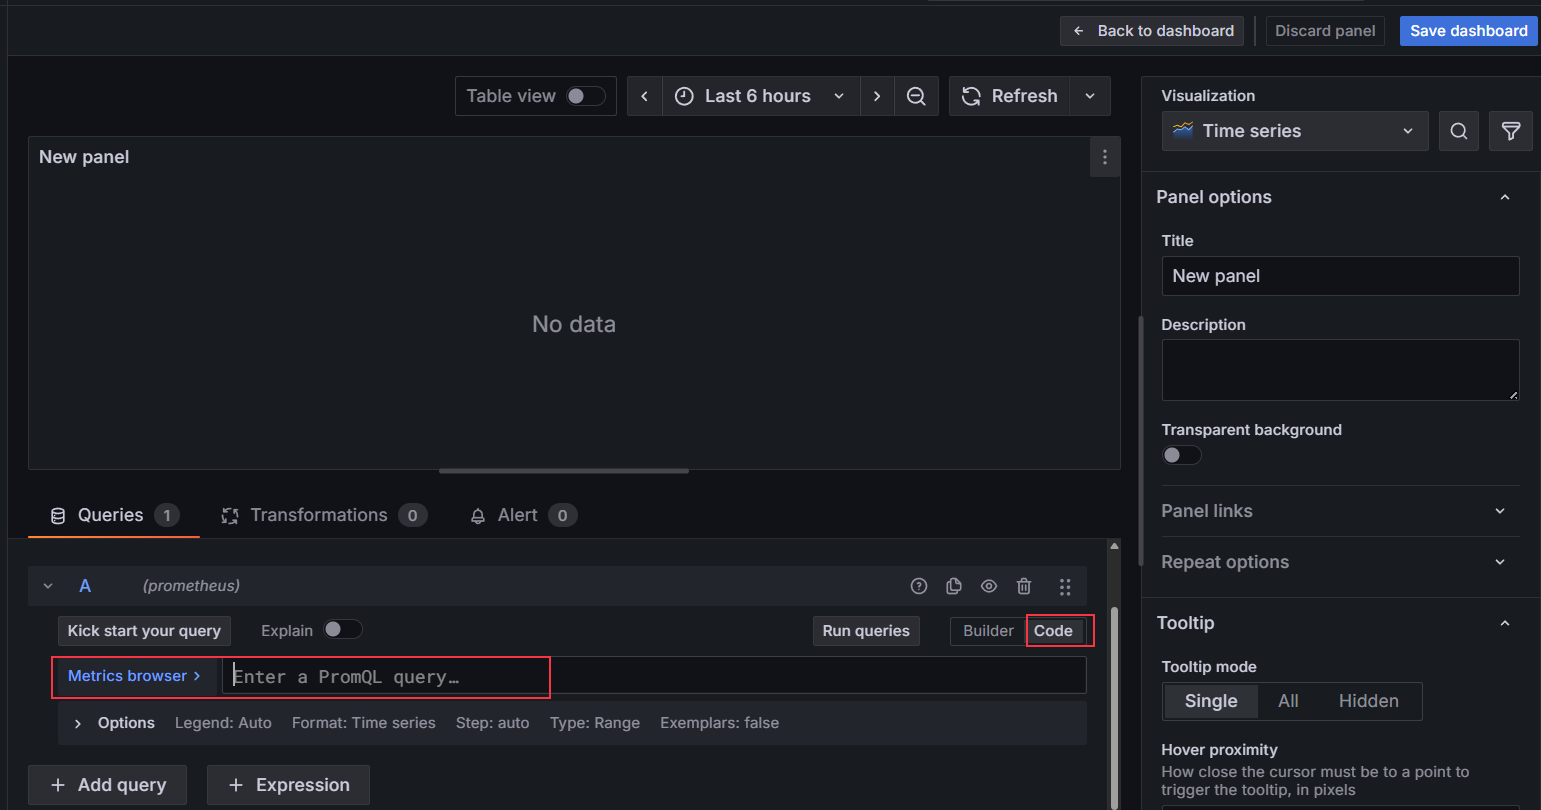 Back to dashboard
Discard panel
Save dashboard
Table view
Last 6 hours
Refresh
New panel
No data
Queries 1
Transformations 0
Alert 0
A (prometheus)
Kick start your query
Explain
Run queries
Builder
Code
Metrics browser >
Enter a PromQL query…
> Options Legend: Auto Format: Time series Step: auto Type: Range Exemplars: false
+ Add query
+ Expression
Visualization
Time series
Panel options
Title
New panel
Description
Transparent background
Panel links
Repeat options
Tooltip
Tooltip mode
Single All Hidden
Hover proximity
How close the cursor must be to a point to
trigger the tooltip, in pixels